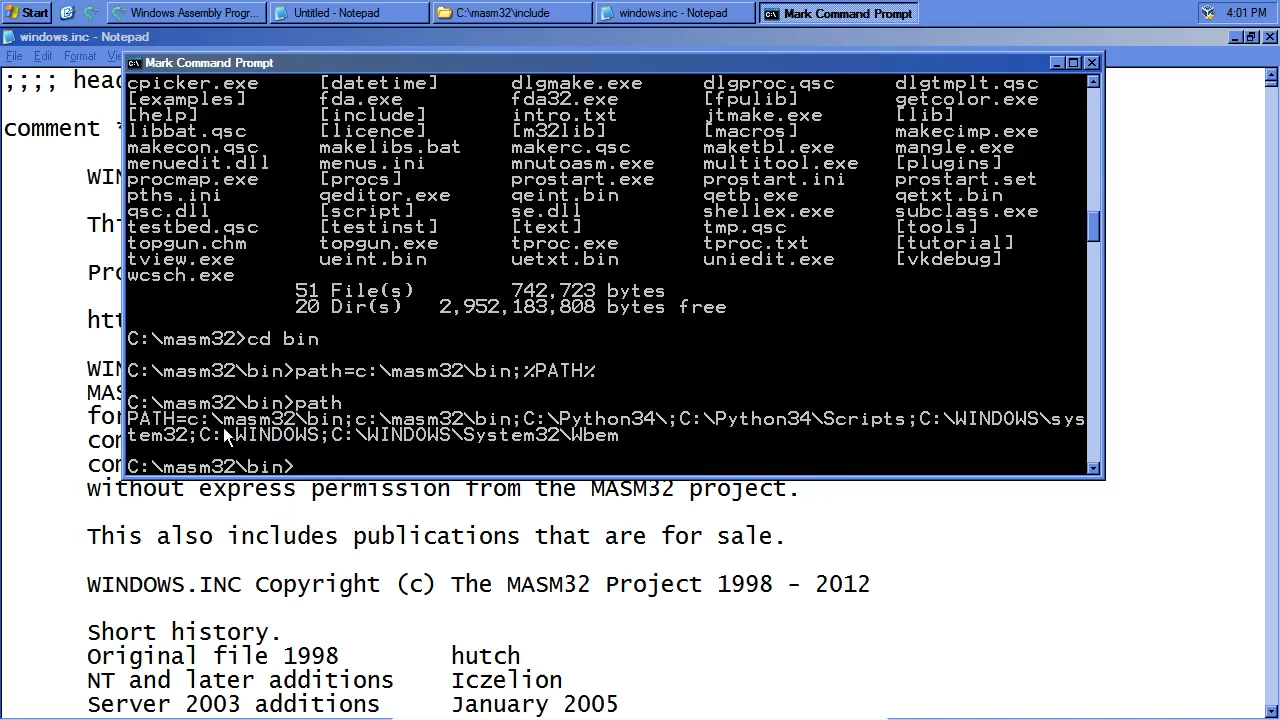 Start
Windows Assembly Progr...
Untitled - Notepad
C:\masm32\include
windows.inc - Notepad
Mark Command Prompt
4:01 PM
windows.inc - Notepad
File Edit Format
Mark Command Prompt
cpicker.exe [datetime] dlgmake.exe dlgproc.qsc dlgtmplt.qsc
[examples] fda.exe fda32.exe [fpulib] getcolor.exe
[help] [include] intro.txt jtmake.exe [lib]
libbat.qsc [licence] [m32lib] [macros] makecimp.exe
makecon.qsc makelibs.bat makerc.qsc maketbl.exe mangle.exe
menuedit.dll menus.ini mnutoasm.exe multitool.exe [plugins]
procmap.exe [procs] prostart.exe prostart.ini prostart.set
pths.ini qeditor.exe qeint.bin qetb.exe qetxt.bin
qsc.dll [script] se.dll shellex.exe subclass.exe
testbed.qsc [testinst] [text] tmp.qsc [tools]
topgun.chm topgun.exe tproc.exe tproc.txt [tutorial]
tview.exe ueint.bin uetxt.bin uniedit.exe [vkdebug]
wcsch.exe
51 File(s) 742,723 bytes
20 Dir(s) 2,952,183,808 bytes free
C:\masm32>cd bin
C:\masm32\bin>path=c:\masm32\bin;%PATH%
C:\masm32\bin>path
PATH=c:\masm32\bin;c:\masm32\bin;C:\Python34\;C:\Python34\Scripts;C:\WINDOWS\sys
tem32;C:\WINDOWS;C:\WINDOWS\System32\Wbem
C:\masm32\bin>
;;;; head
comment *
WIN
Thi
Pro
htt
WIN
MAS
for
con
con
without express permission from the MASM32 project.
This also includes publications that are for sale.
WINDOWS.INC Copyright (c) The MASM32 Project 1998 - 2012
Short history.
Original file 1998 hutch
NT and later additions Iczelion
Server 2003 additions January 2005